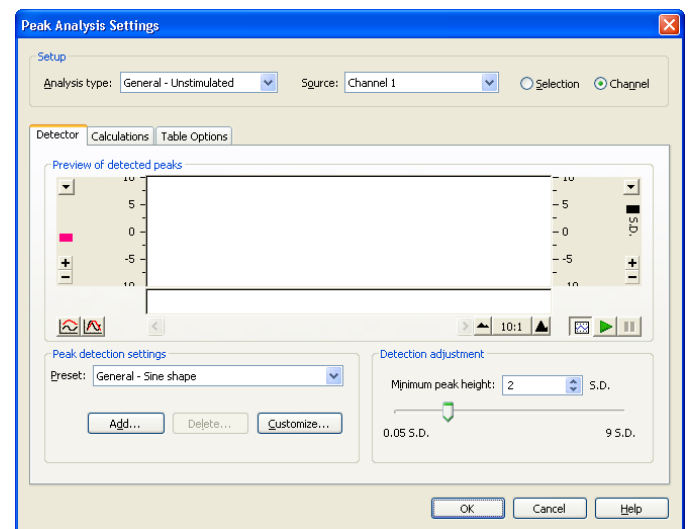 Peak Analysis Settings
Setup
Analysis type: General - Unstimulated Source: Channel 1 Selection Channel
Detector Calculations Table Options
Preview of detected peaks
10 10
5 5
0 0
-5 -5
10 10
S.D.
10:1
Peak detection settings
Preset: General - Sine shape
Add... Delete... Customize...
Detection adjustment
Minimum peak height: 2 S.D.
0.05 S.D. 9 S.D.
OK Cancel Help